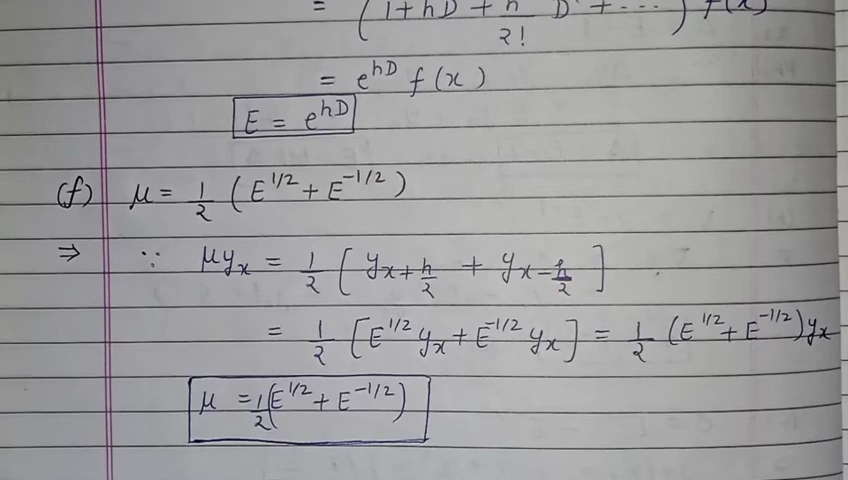 = (1 + hD + h D + ...) f(x)
2!
= e^{hD} f(x)
E = e^{hD}
(f) μ = 1/2 (E^{1/2} + E^{-1/2})
⇒ ∵ μy_x = 1/2 [y_{x+h/2} + y_{x-h/2}]
= 1/2 [E^{1/2} y_x + E^{-1/2} y_x] = 1/2 (E^{1/2} + E^{-1/2}) y_x
μ = 1/2 (E^{1/2} + E^{-1/2})